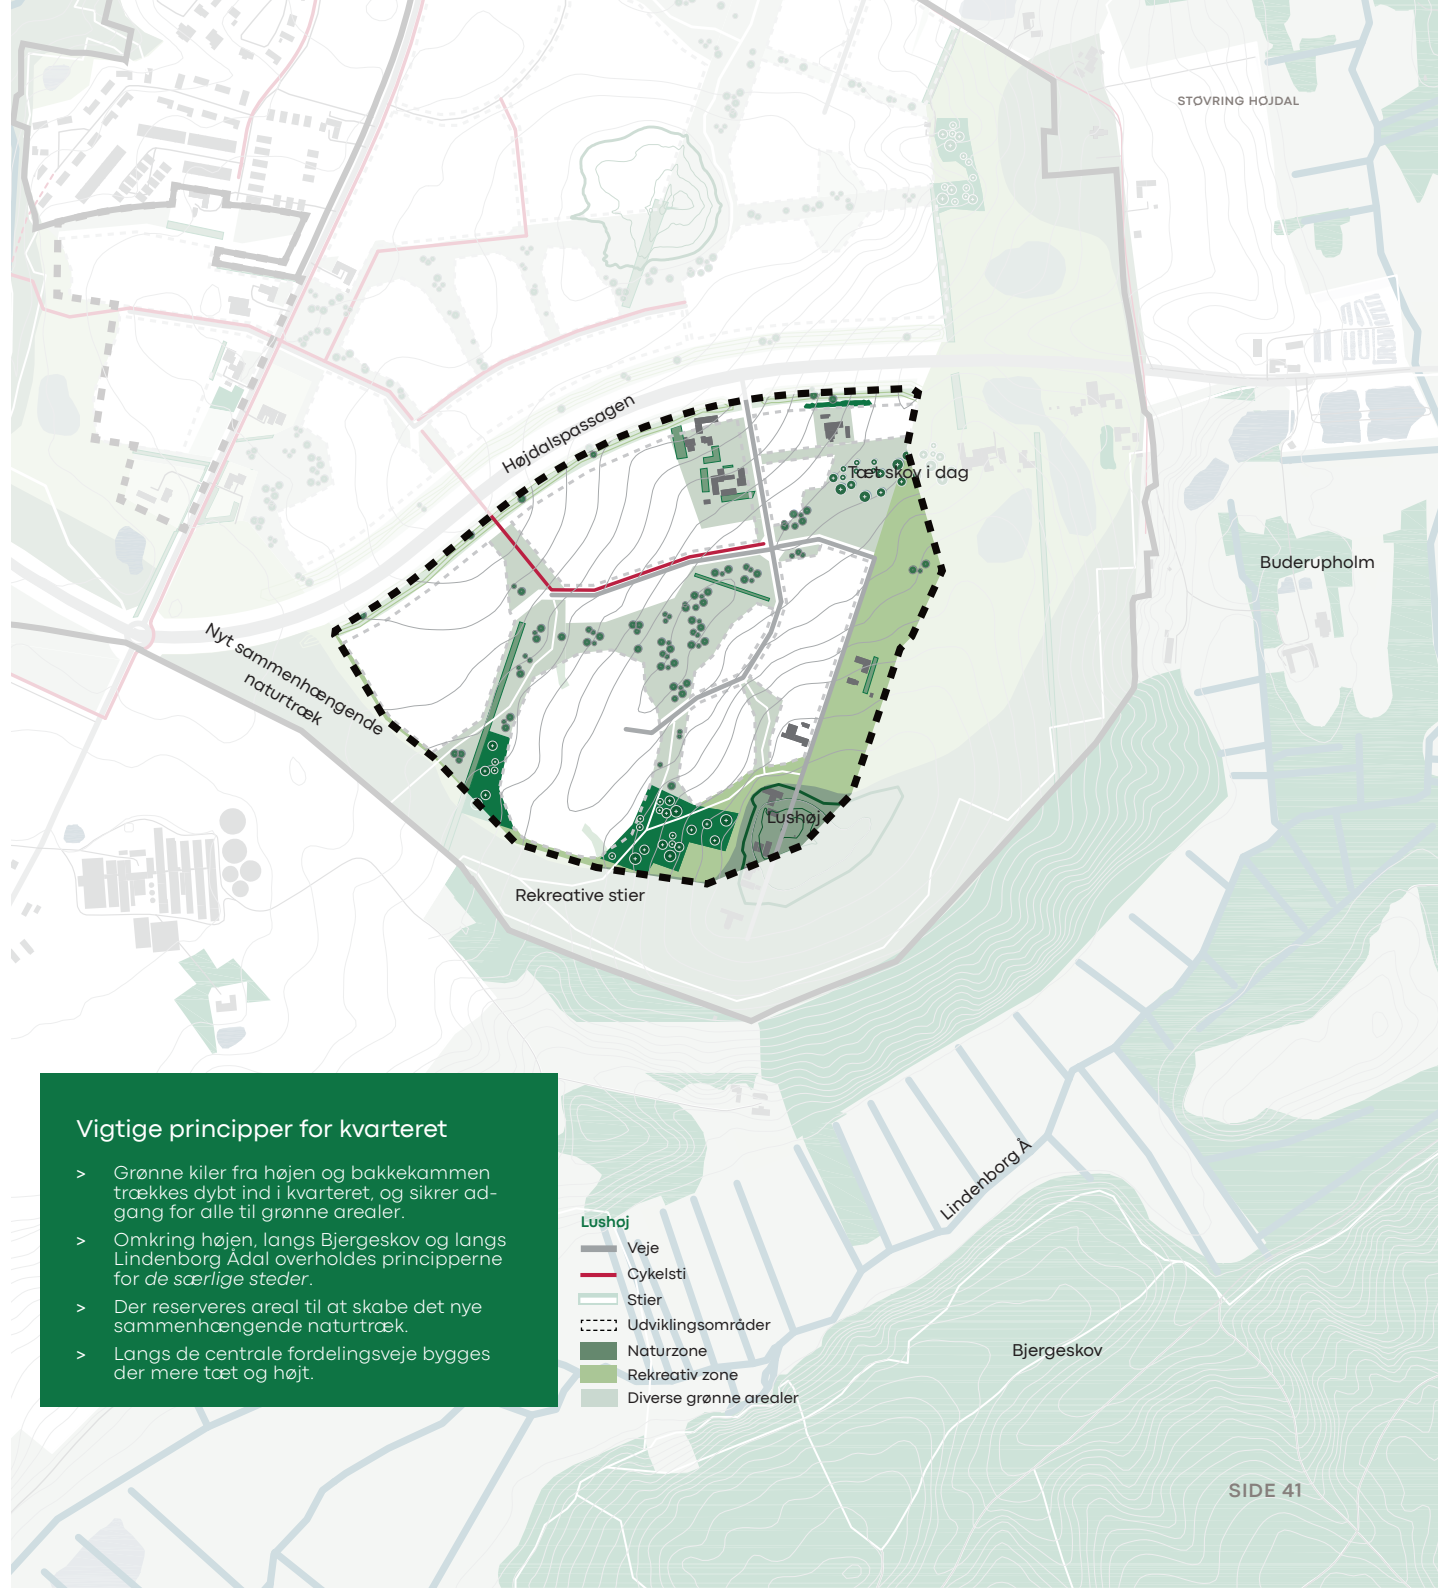 STØVRING HØJDAL
Højdalspassagen
Tæt skov i dag
Buderupholm
Nyt sammenhængende
naturtræk
Lushøj
Rekreative stier
Lindenborg Å
Vigtige principper for kvarteret
> Grønne kiler fra højen og bakkekammen
trækkes dybt ind i kvarteret, og sikrer ad-
gang for alle til grønne arealer.
> Omkring højen, langs Bjergeskov og langs
Lindenborg Ådal overholdes principperne
for de særlige steder.
> Der reserveres areal til at skabe det nye
sammenhængende naturtræk.
> Langs de centrale fordelingsveje bygges
der mere tæt og højt.
Lushøj
Veje
Cykelsti
Stier
Udviklingsområder
Naturzone
Rekreativ zone
Diverse grønne arealer
Bjergeskov
SIDE 41